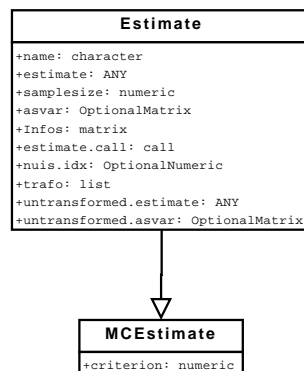 Estimate
+name: character
+estimate: ANY
+samplesize: numeric
+asvar: OptionalMatrix
+Infos: matrix
+estimate.call: call
+nuis.idx: OptionalNumeric
+trafo: list
+untransformed.estimate: ANY
+untransformed.asvar: OptionalMatrix
MCEstimate
+criterion: numeric